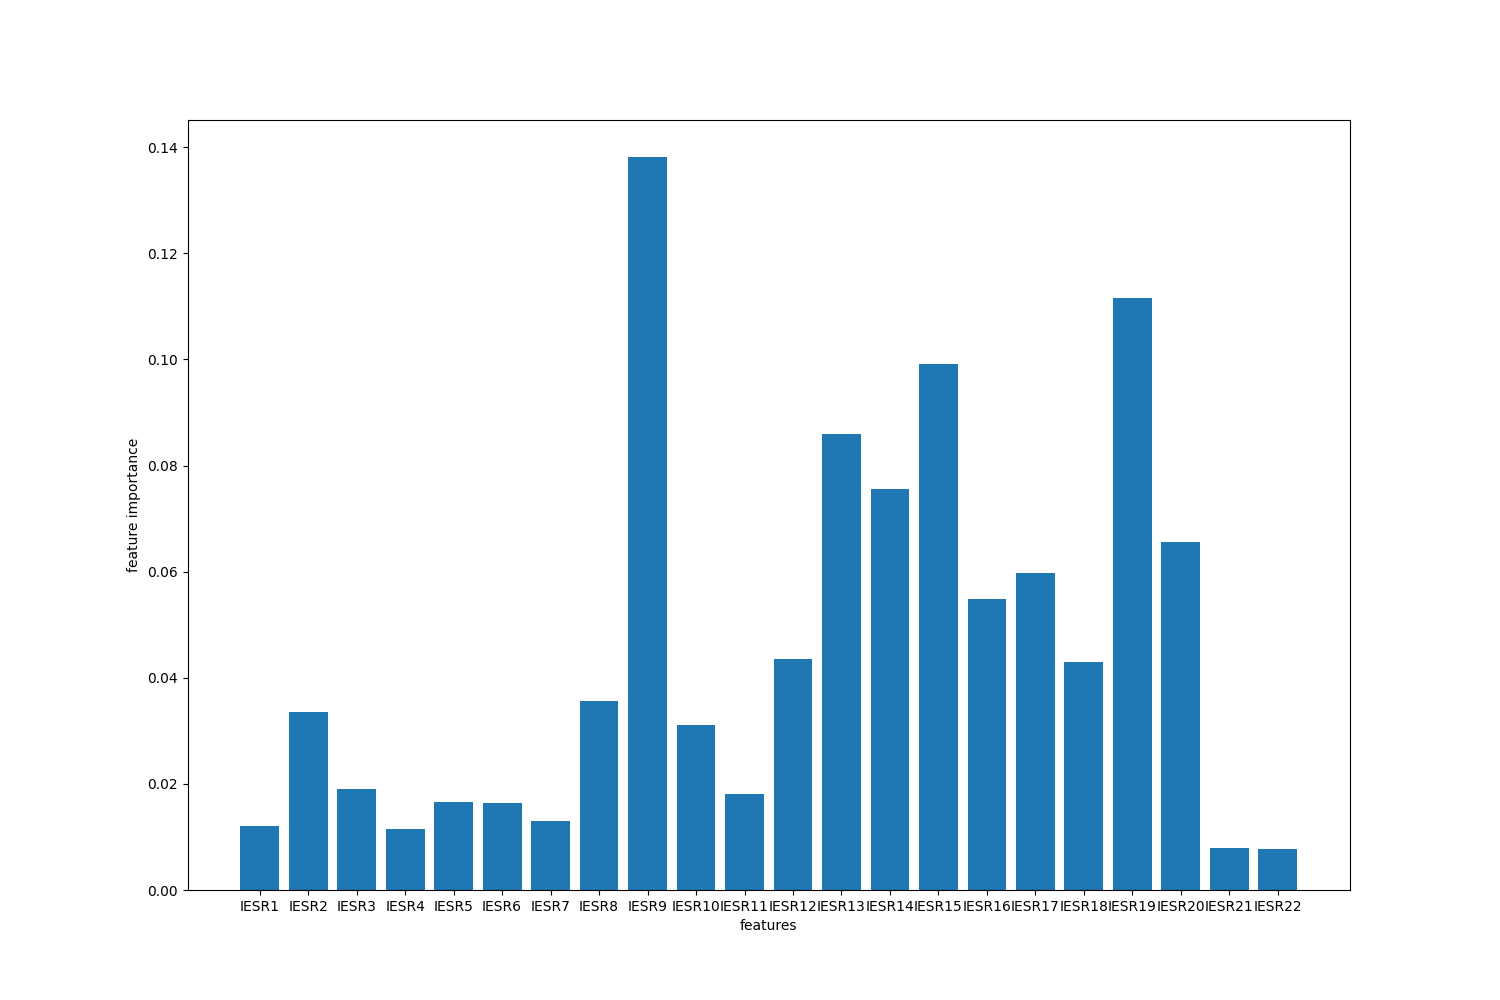 0.14
0.12
0.10
0.08
0.06
0.04
0.02
0.00
feature importance
IESR1 IESR2 IESR3 IESR4 IESR5 IESR6 IESR7 IESR8 IESR9 IESR10 IESR11 IESR12 IESR13 IESR14 IESR15 IESR16 IESR17 IESR18 IESR19 IESR20 IESR21 IESR22
features